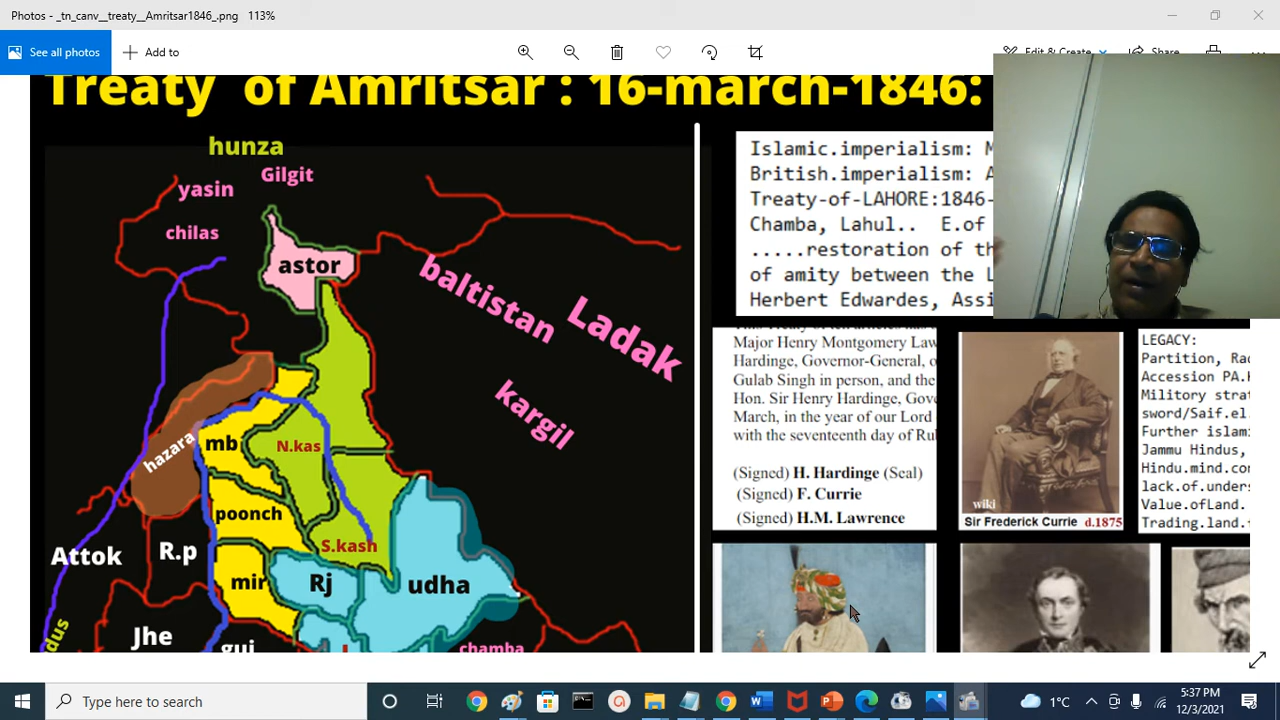 Photos - _tn_canv__treaty__Amritsar1846_.png 113%
See all photos
Add to
Edit & Create
Share
Treaty of Amritsar : 16-march-1846:
hunza
Gilgit
yasin
chilas
astor
baltistan
Ladak
kargil
hazara
mb
N.kas
poonch
S.kash
Attok
R.p
mir
Rj
udha
Jhe
guj
chamba
dus
Islamic.imperialism:
British.imperialism:
Treaty-of-LAHORE:1846-
Chamba, Lahul.. E.of
.....restoration of th
of amity between the
Herbert Edwardes, Assi
Major Henry Montgomery Law
Hardinge, Governor-General, o
Gulab Singh in person, and the
Hon. Sir Henry Hardinge, Gove
March, in the year of our Lord
with the seventeenth day of Ru
(Signed) H. Hardinge (Seal)
(Signed) F. Currie
(Signed) H.M. Lawrence
wiki
Sir Frederick Currie d.1875
LEGACY:
Partition, Rad
Accession PA.
Military strat
sword/Saif.el.
Further islami
Jammu Hindus,
Hindu.mind.co
lack.of.unders
Value.ofLand.
Trading.land.
Type here to search
1°C
5:37 PM
12/3/2021